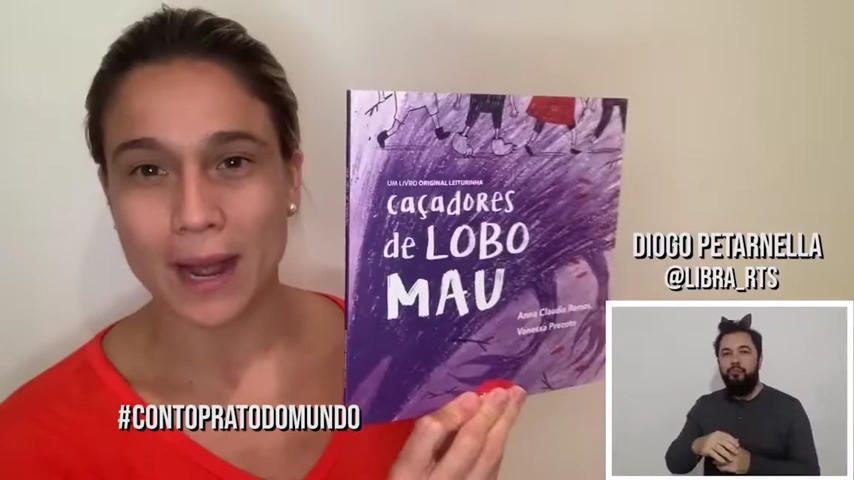 UM LIVRO ORIGINAL LEITURINHA
caçadores
de LOBO
MAU
Anna Claudia Ramos
Vanessa Prezoto
DIOGO PETARNELLA
@LIBRA_RTS
#CONTOPRATODOMUNDO